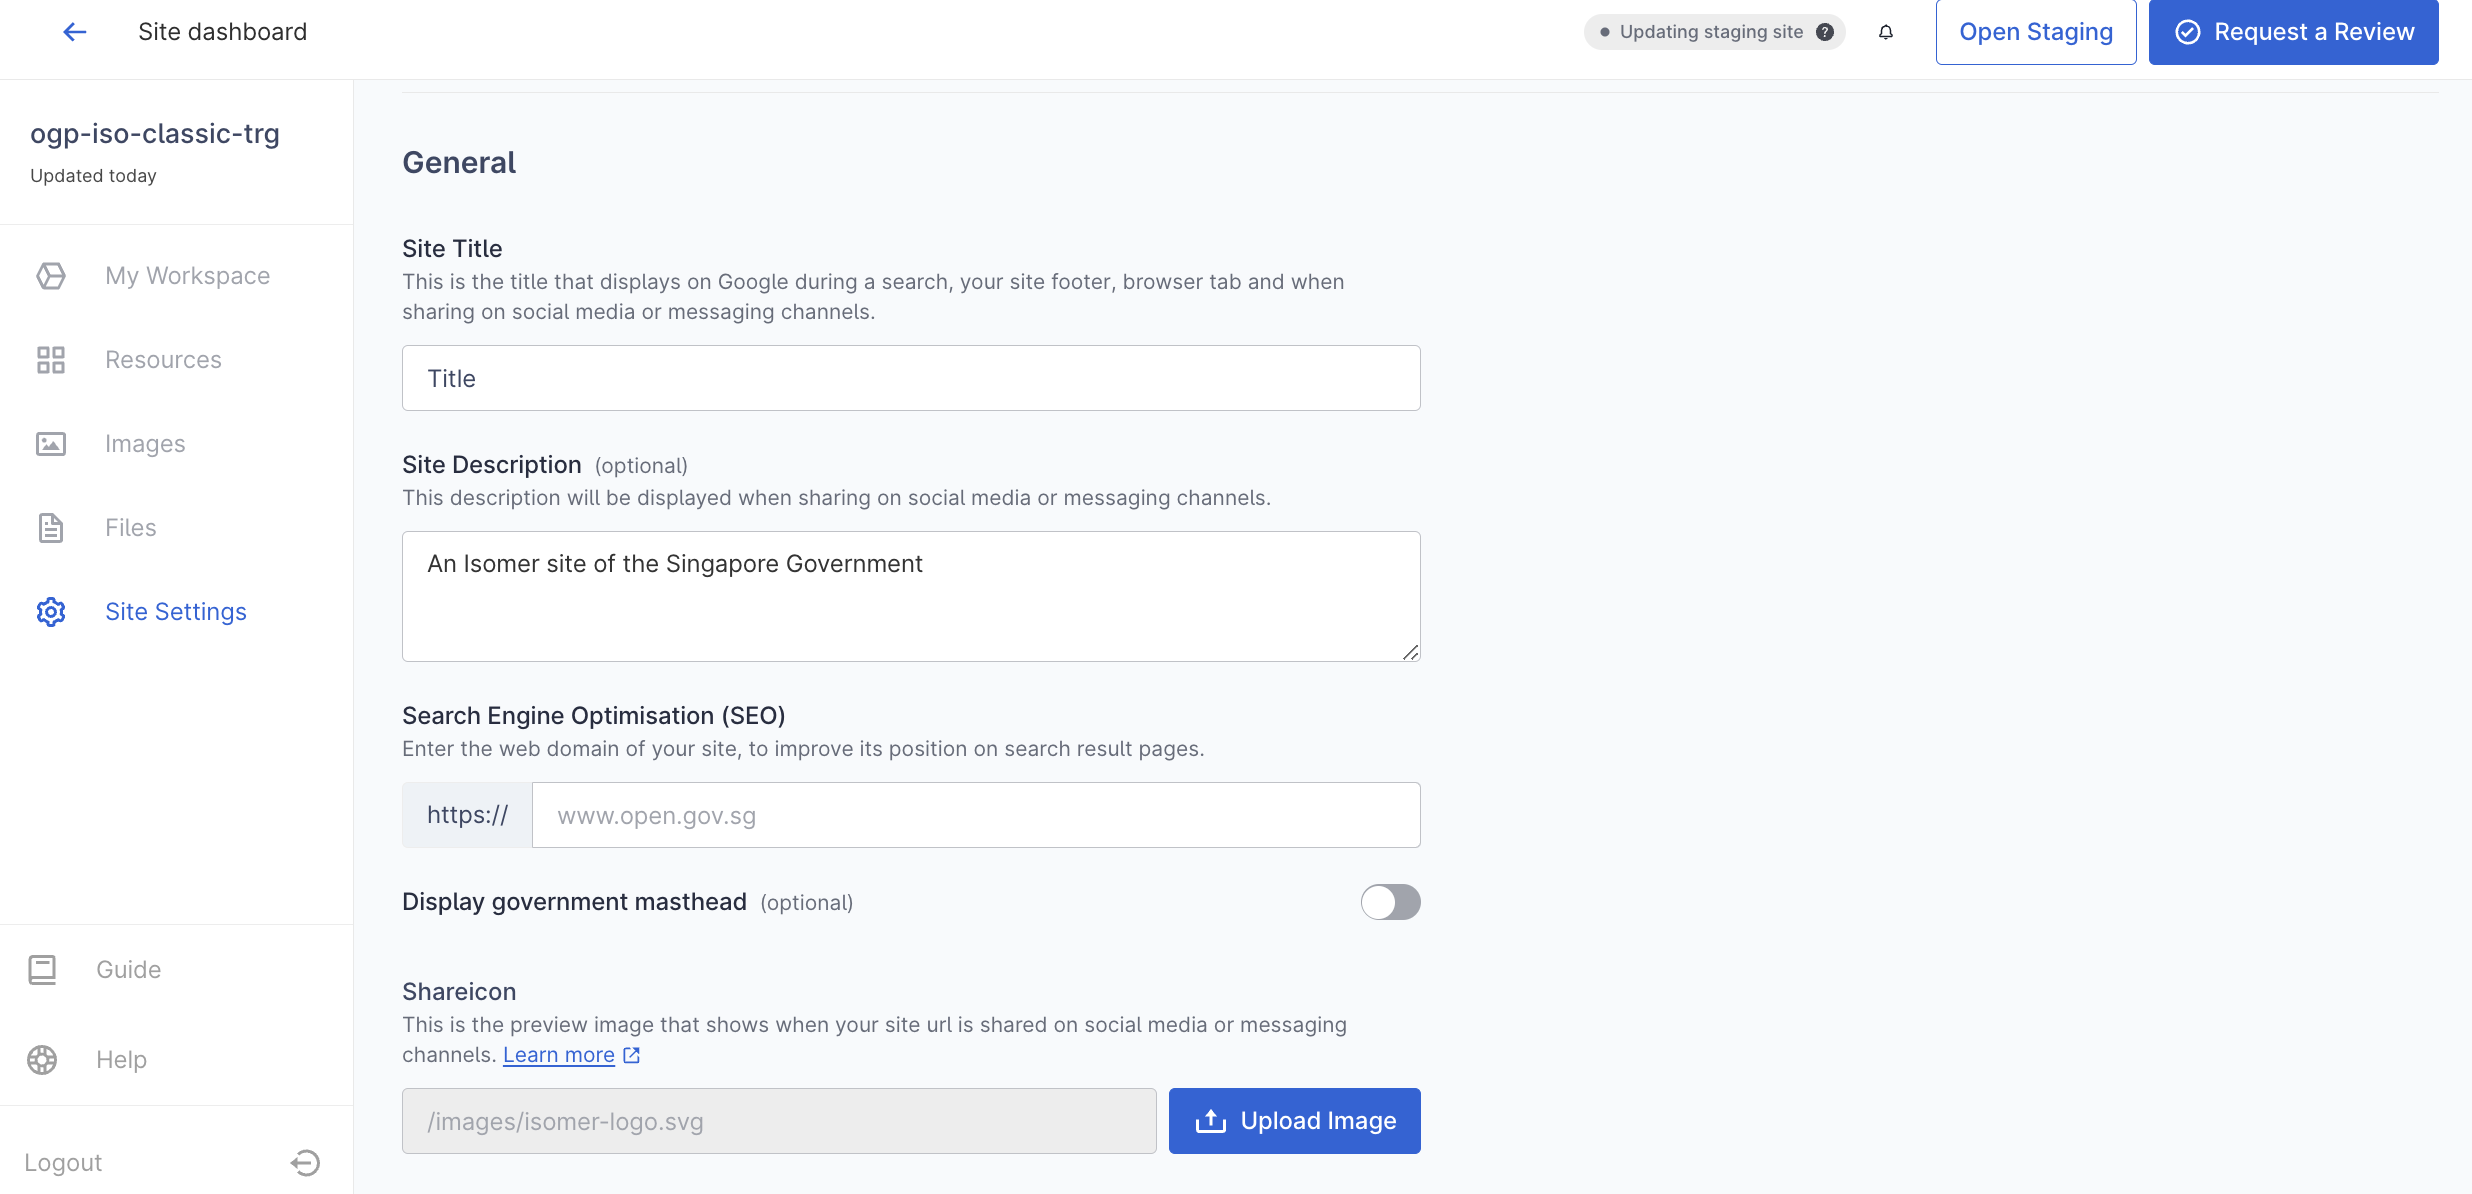 Site dashboard
Updating staging site ?
Open Staging
Request a Review
ogp-iso-classic-trg
Updated today
My Workspace
Resources
Images
Files
Site Settings
Guide
Help
Logout
General
Site Title
This is the title that displays on Google during a search, your site footer, browser tab and when
sharing on social media or messaging channels.
Title
Site Description (optional)
This description will be displayed when sharing on social media or messaging channels.
An Isomer site of the Singapore Government
Search Engine Optimisation (SEO)
Enter the web domain of your site, to improve its position on search result pages.
https:// www.open.gov.sg
Display government masthead (optional)
Shareicon
This is the preview image that shows when your site url is shared on social media or messaging
channels. Learn more
/images/isomer-logo.svg
Upload Image